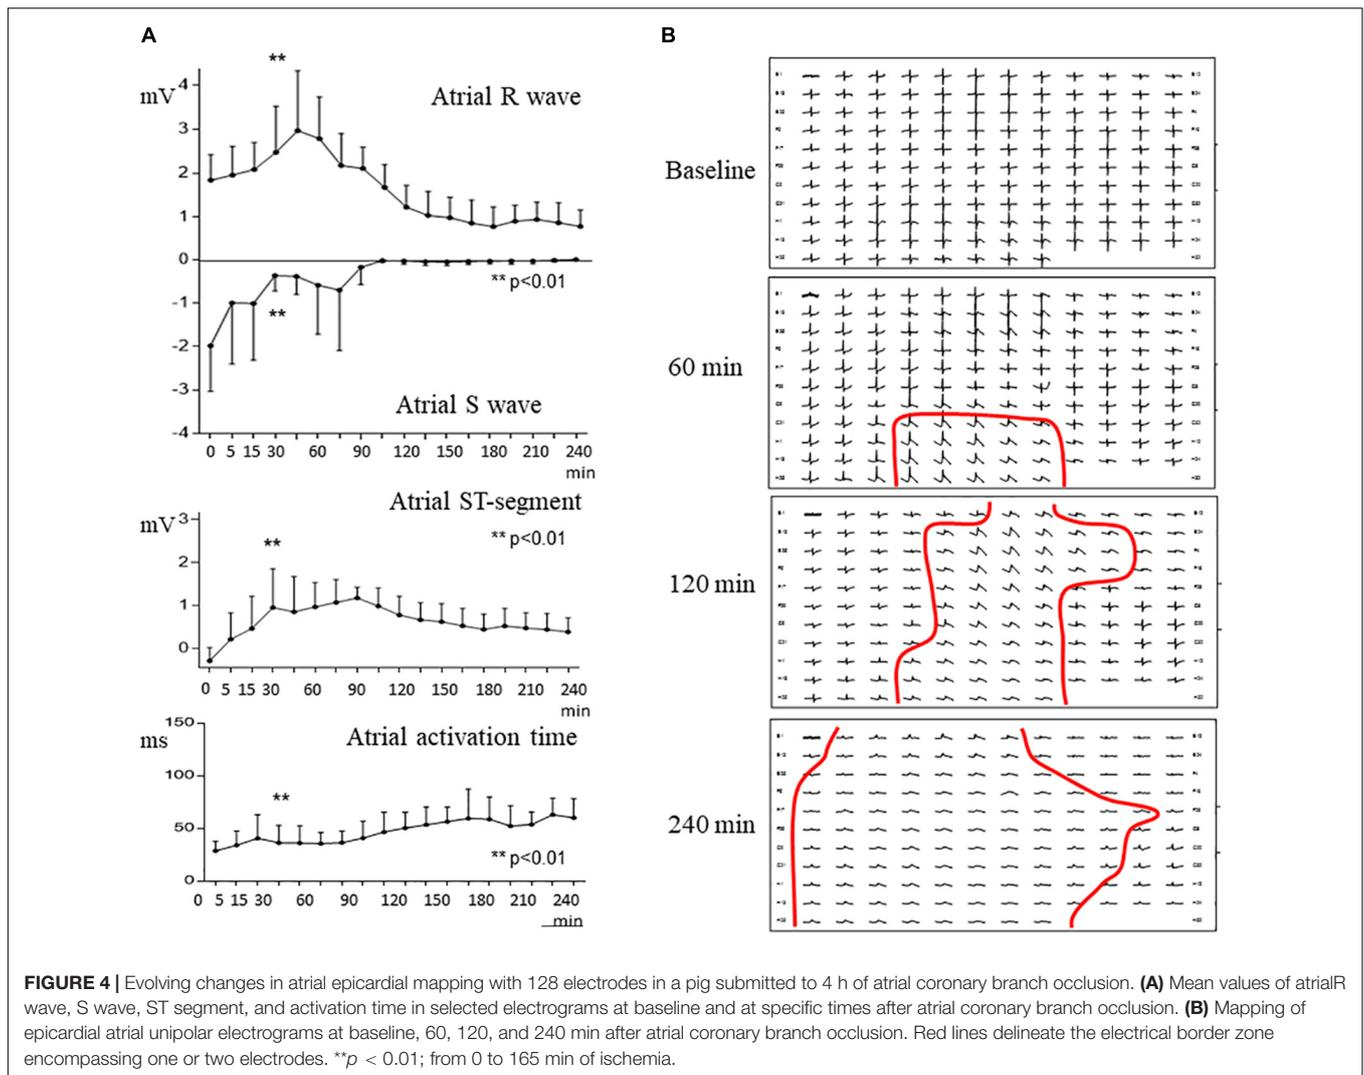 A
B
**
mV
4
Atrial R wave
3
2
1
0
** p<0.01
-1
**
-2
-3
Atrial S wave
-4
0 5 15 30 60 90 120 150 180 210 240
min
Atrial ST-segment
mV
3
** p<0.01
**
2
1
0
0 5 15 30 60 90 120 150 180 210 240
min
150
ms
Atrial activation time
100
**
50
** p<0.01
0
0 5 15 30 60 90 120 150 180 210 240
min
Baseline
60 min
120 min
240 min
FIGURE 4 | Evolving changes in atrial epicardial mapping with 128 electrodes in a pig submitted to 4 h of atrial coronary branch occlusion. (A) Mean values of atrialR
wave, S wave, ST segment, and activation time in selected electrograms at baseline and at specific times after atrial coronary branch occlusion. (B) Mapping of
epicardial atrial unipolar electrograms at baseline, 60, 120, and 240 min after atrial coronary branch occlusion. Red lines delineate the electrical border zone
encompassing one or two electrodes. **p < 0.01; from 0 to 165 min of ischemia.